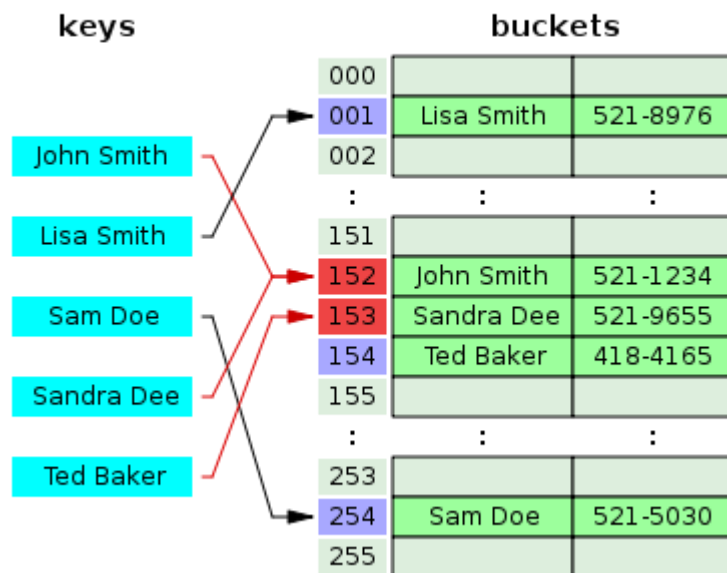 keys
buckets
000
001 Lisa Smith 521-8976
002
John Smith
: : :
Lisa Smith
151
152 John Smith 521-1234
Sam Doe
153 Sandra Dee 521-9655
154 Ted Baker 418-4165
Sandra Dee
155
: : :
Ted Baker
253
254 Sam Doe 521-5030
255